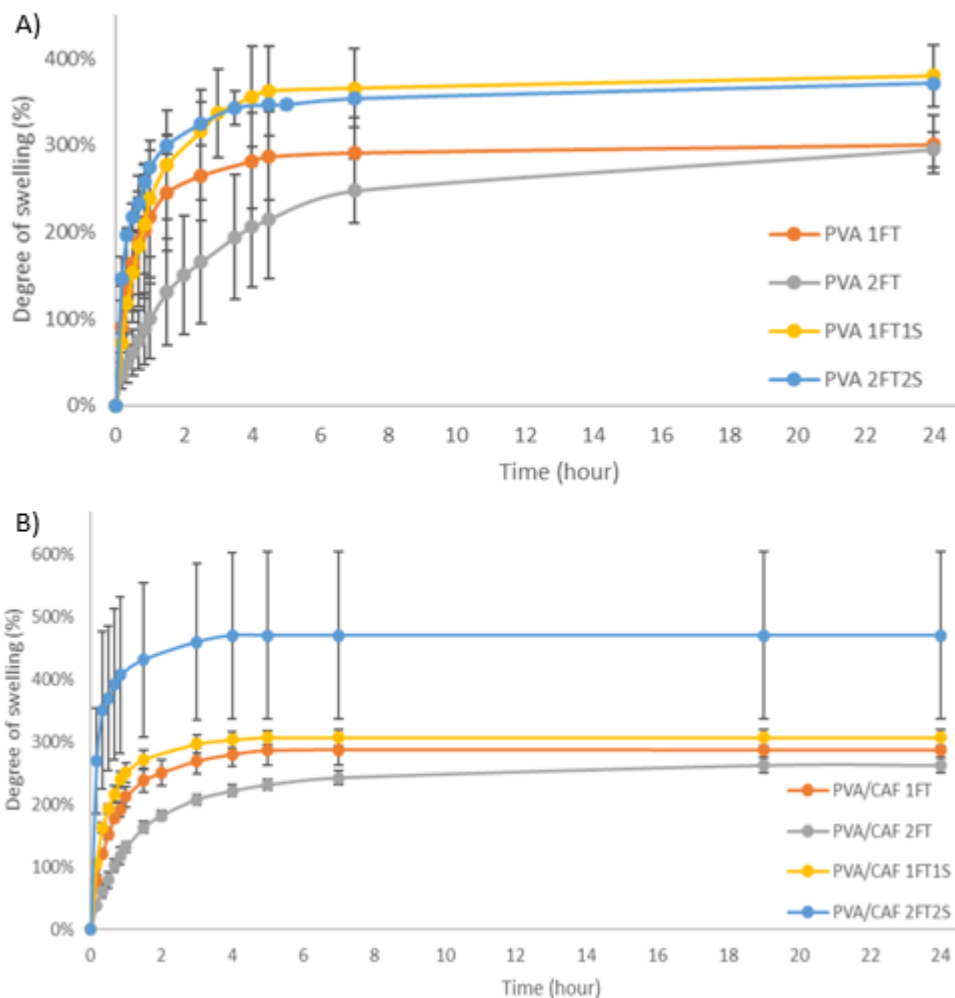 A)
Degree of swelling (%)
400%
300%
200%
100%
0%
PVA 1FT
PVA 2FT
PVA 1FT1S
PVA 2FT2S
0 2 4 6 8 10 12 14 16 18 20 22 24
Time (hour)
B)
Degree of swelling (%)
600%
500%
400%
300%
200%
100%
0%
PVA/CAF 1FT
PVA/CAF 2FT
PVA/CAF 1FT1S
PVA/CAF 2FT2S
0 2 4 6 8 10 12 14 16 18 20 22 24
Time (hour)